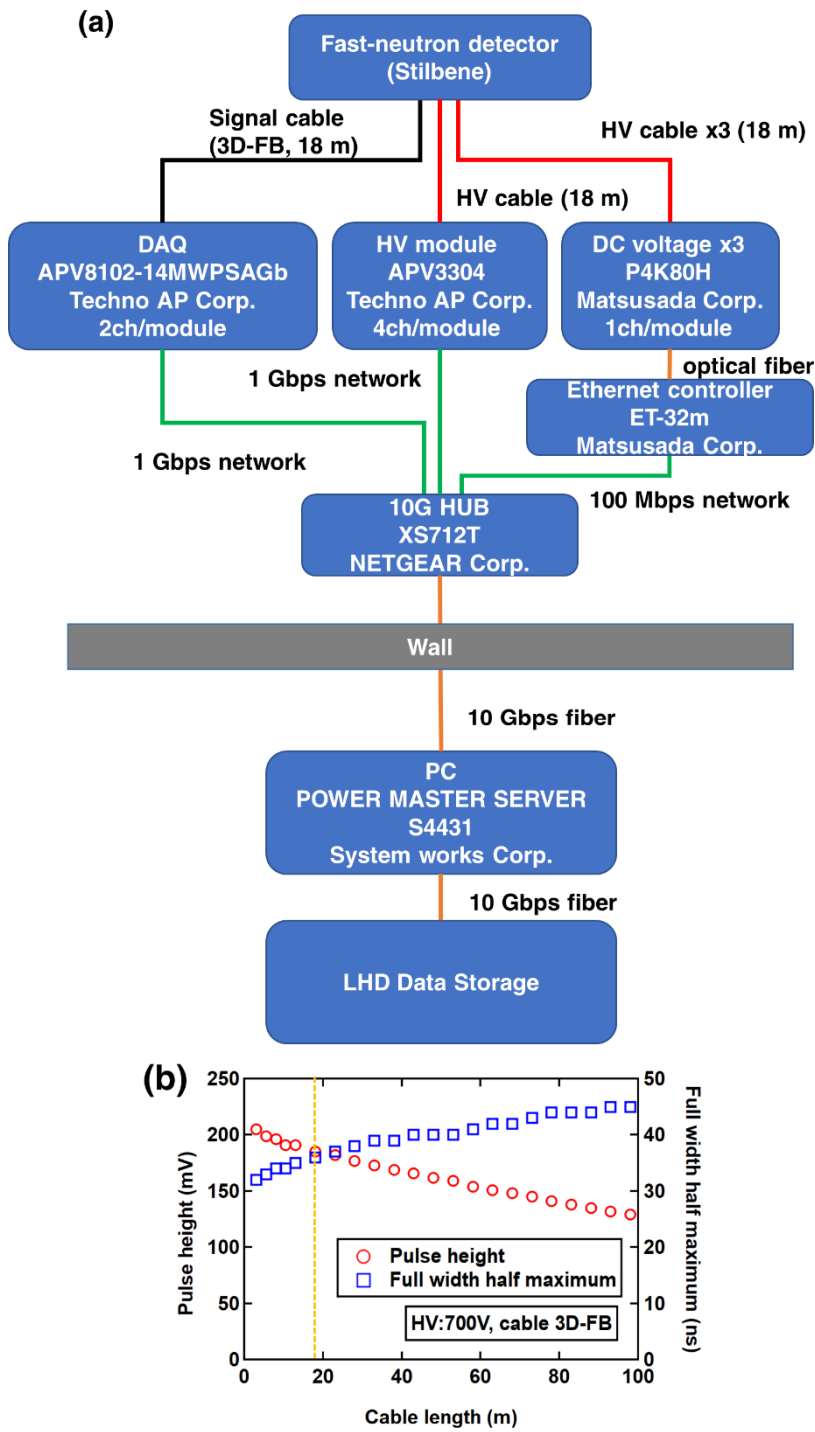 (a)
Fast-neutron detector
(Stilbene)
Signal cable
(3D-FB, 18 m)
HV cable x3 (18 m)
HV cable (18 m)
DAQ
APV8102-14MWPSAGb
Techno AP Corp.
2ch/module
HV module
APV3304
Techno AP Corp.
4ch/module
DC voltage x3
P4K80H
Matsusada Corp.
1ch/module
optical fiber
1 Gbps network
Ethernet controller
ET-32m
Matsusada Corp.
1 Gbps network
100 Mbps network
10G HUB
XS712T
NETGEAR Corp.
Wall
10 Gbps fiber
PC
POWER MASTER SERVER
S4431
System works Corp.
10 Gbps fiber
LHD Data Storage
(b)
Pulse height (mV)
250
200
150
100
50
0
50
40
30
20
10
0
Full width half maximum (ns)
Pulse height
Full width half maximum
HV:700V, cable 3D-FB
0 20 40 60 80 100
Cable length (m)